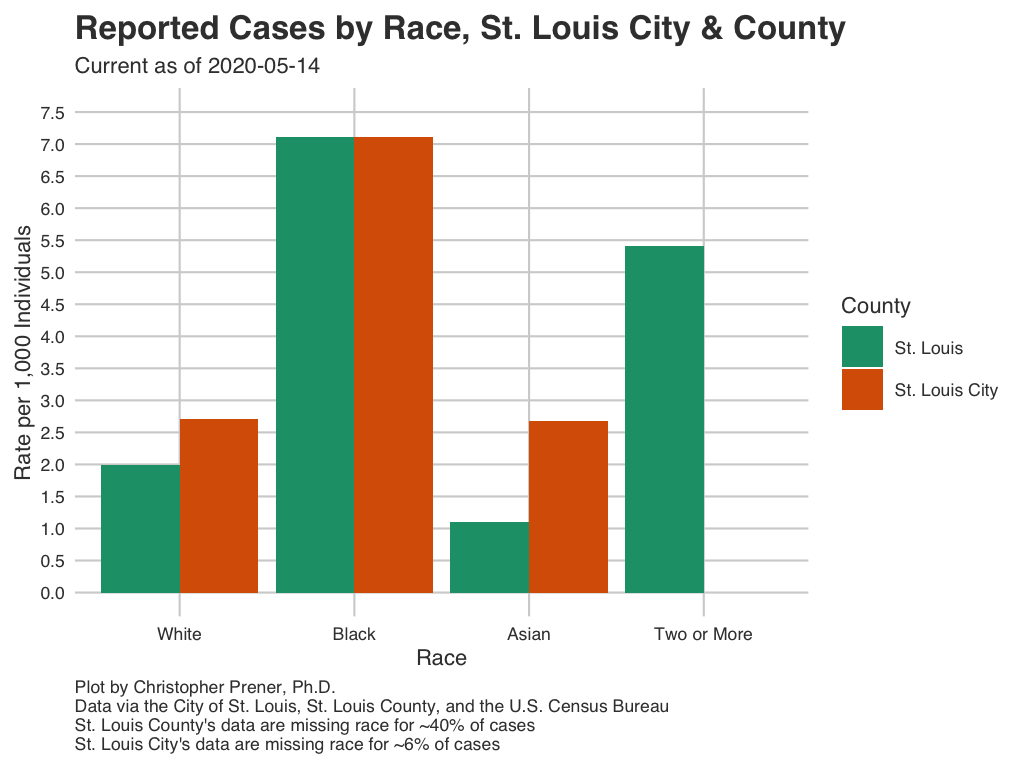 Reported Cases by Race, St. Louis City & County
Current as of 2020-05-14
Rate per 1,000 Individuals
7.5
7.0
6.5
6.0
5.5
5.0
4.5
4.0
3.5
3.0
2.5
2.0
1.5
1.0
0.5
0.0
White Black Asian Two or More
Race
County
St. Louis
St. Louis City
Plot by Christopher Prener, Ph.D.
Data via the City of St. Louis, St. Louis County, and the U.S. Census Bureau
St. Louis County's data are missing race for ~40% of cases
St. Louis City's data are missing race for ~6% of cases